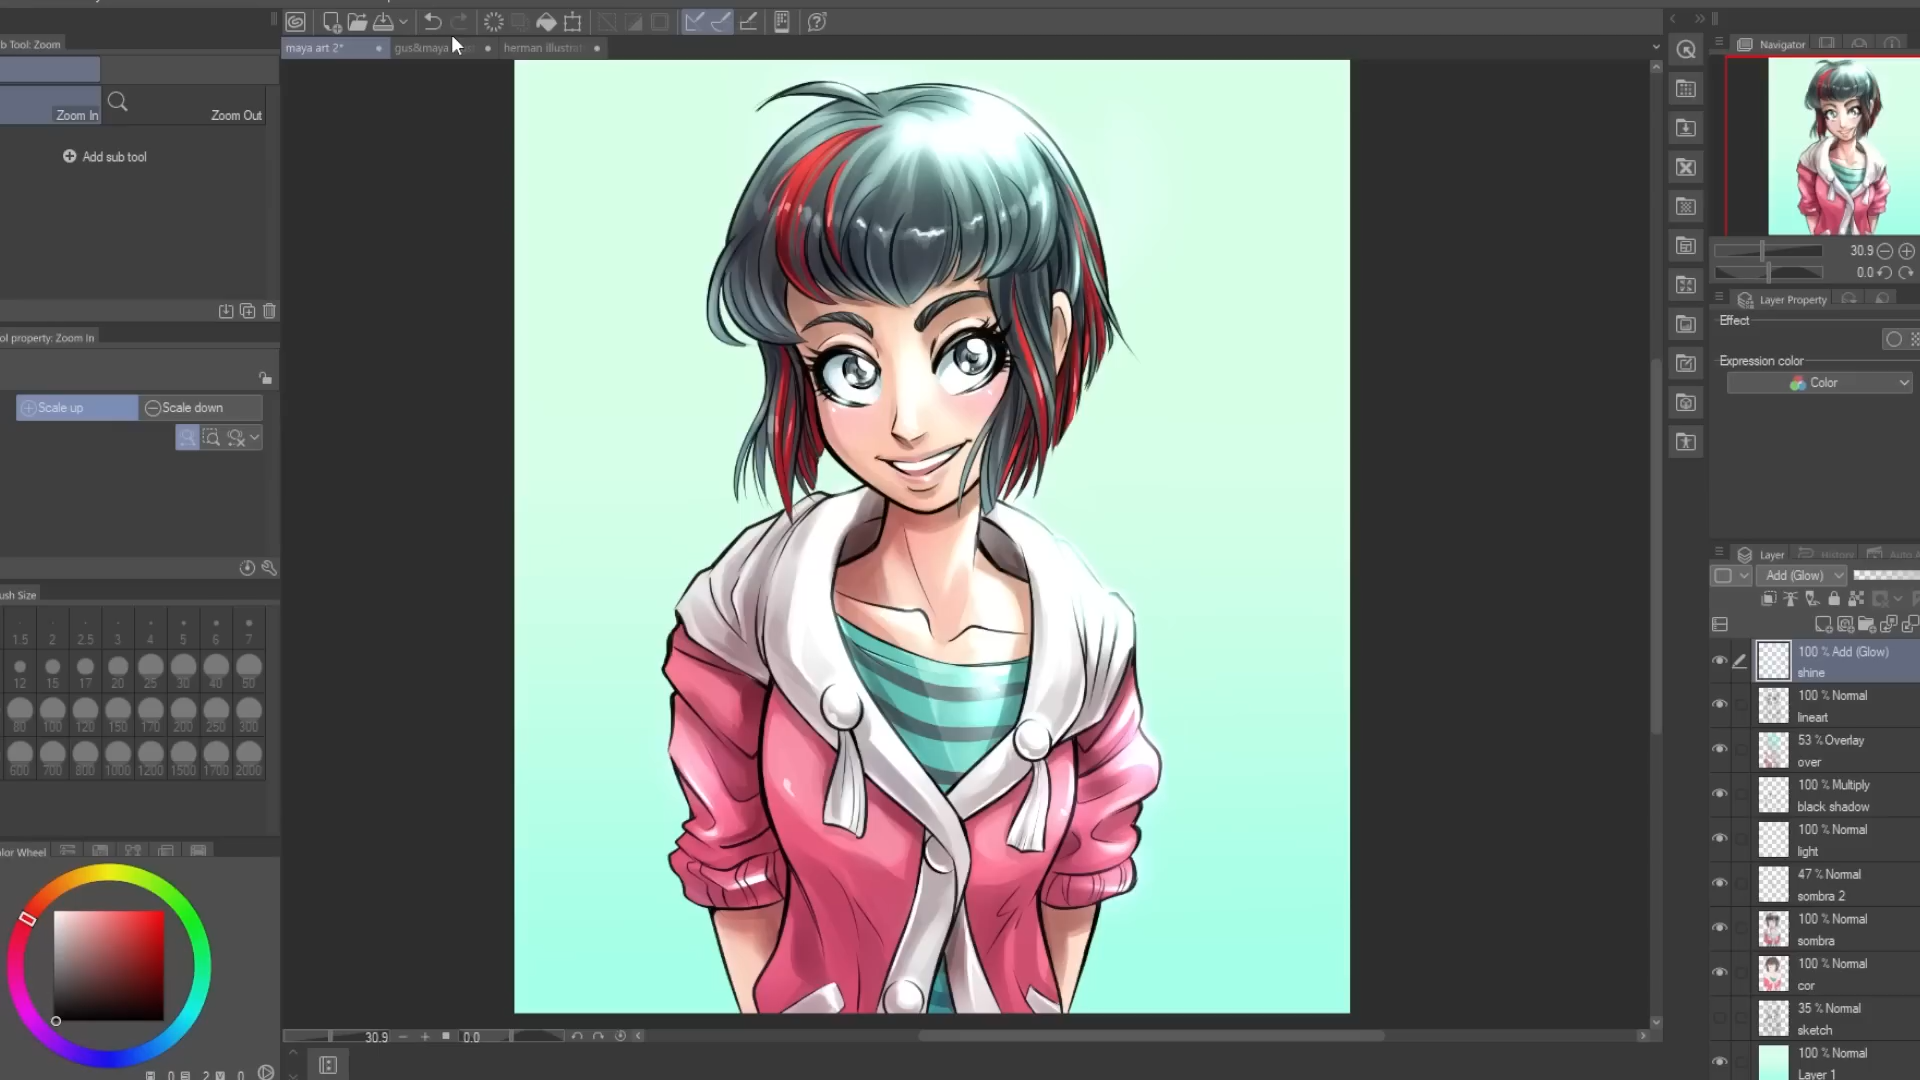 b Tool: Zoom
Zoom In
Zoom Out
Add sub tool
ol property: Zoom In
Scale up
Scale down
ush Size
1.5 2 2.5 3 4 5 6 7
12 15 17 20 25 30 40 50
80 100 120 150 170 200 250 300
600 700 800 1000 1200 1500 1700 2000
olor Wheel
maya art 2*
gus&maya
herman illustrat
30.9
0.0
Navigator
30.9
0.0
Layer Property
Effect
Expression color
Color
Layer
History
Auto A
Add (Glow)
100 % Add (Glow)
shine
100 % Normal
lineart
53 % Overlay
over
100 % Multiply
black shadow
100 % Normal
light
47 % Normal
sombra 2
100 % Normal
sombra
100 % Normal
cor
35 % Normal
sketch
100 % Normal
Layer 1